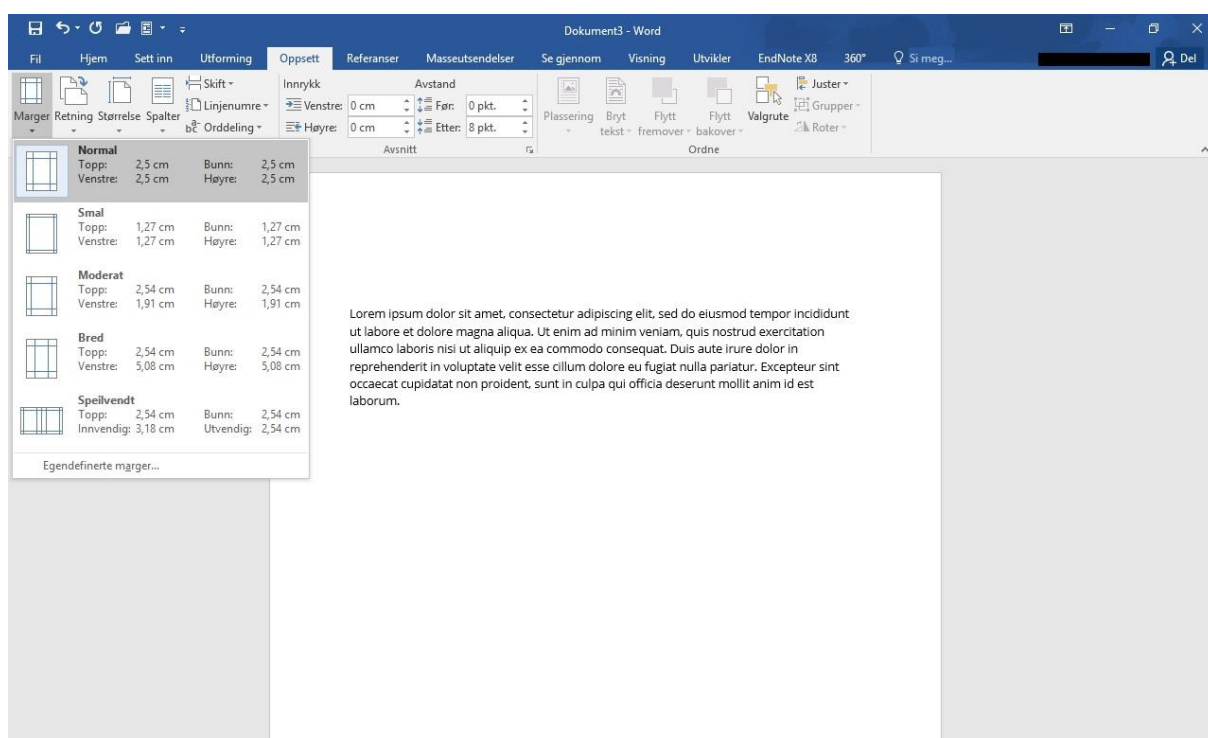 Dokument3 - Word
Fil Hjem Sett inn Utforming Oppsett Referanser Masseutsendelser Se gjennom Visning Utvikler EndNote X8 360° Si meg... Del
Marger Retning Størrelse Spalter
Skift
Linjenumre
Orddeling
Innrykk Avstand
Venstre: 0 cm Før: 0 pkt.
Høyre: 0 cm Etter: 8 pkt.
Avsnitt
Plassering Bryt tekst Flytt fremover Flytt bakover Valgrute
Juster
Grupper
Roter
Ordne
Normal
Topp: 2,5 cm Bunn: 2,5 cm
Venstre: 2,5 cm Høyre: 2,5 cm
Smal
Topp: 1,27 cm Bunn: 1,27 cm
Venstre: 1,27 cm Høyre: 1,27 cm
Moderat
Topp: 2,54 cm Bunn: 2,54 cm
Venstre: 1,91 cm Høyre: 1,91 cm
Bred
Topp: 2,54 cm Bunn: 2,54 cm
Venstre: 5,08 cm Høyre: 5,08 cm
Speilvendt
Topp: 2,54 cm Bunn: 2,54 cm
Innvendig: 3,18 cm Utvendig: 2,54 cm
Egendefinerte marger...
Lorem ipsum dolor sit amet, consectetur adipiscing elit, sed do eiusmod tempor incididunt
ut labore et dolore magna aliqua. Ut enim ad minim veniam, quis nostrud exercitation
ullamco laboris nisi ut aliquip ex ea commodo consequat. Duis aute irure dolor in
reprehenderit in voluptate velit esse cillum dolore eu fugiat nulla pariatur. Excepteur sint
occaecat cupidatat non proident, sunt in culpa qui officia deserunt mollit anim id est
laborum.